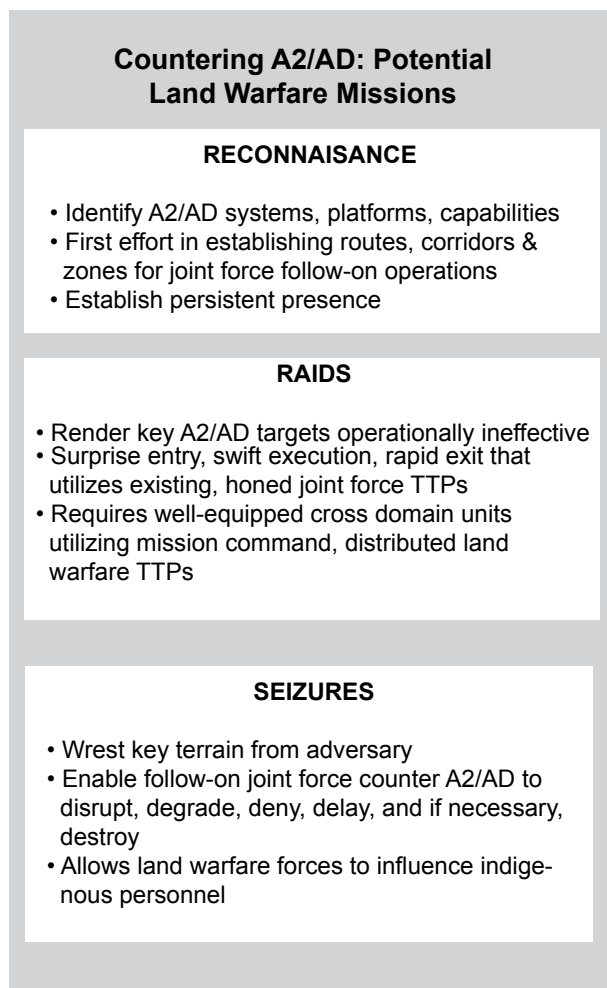 Countering A2/AD: Potential
Land Warfare Missions
RECONNAISANCE
• Identify A2/AD systems, platforms, capabilities
• First effort in establishing routes, corridors &
zones for joint force follow-on operations
• Establish persistent presence
RAIDS
• Render key A2/AD targets operationally ineffective
• Surprise entry, swift execution, rapid exit that
utilizes existing, honed joint force TTPs
• Requires well-equipped cross domain units
utilizing mission command, distributed land
warfare TTPs
SEIZURES
• Wrest key terrain from adversary
• Enable follow-on joint force counter A2/AD to
disrupt, degrade, deny, delay, and if necessary,
destroy
• Allows land warfare forces to influence indige-
nous personnel